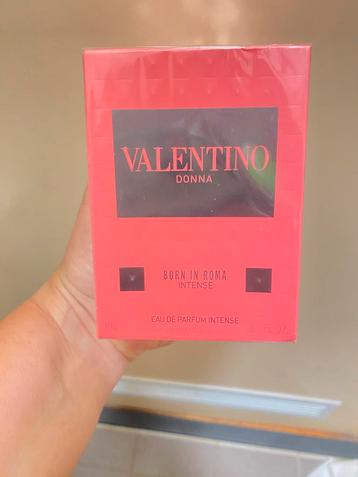 VALENTINO
DONNA
BORN IN ROMA
INTENSE
EAU DE PARFUM INTENSE